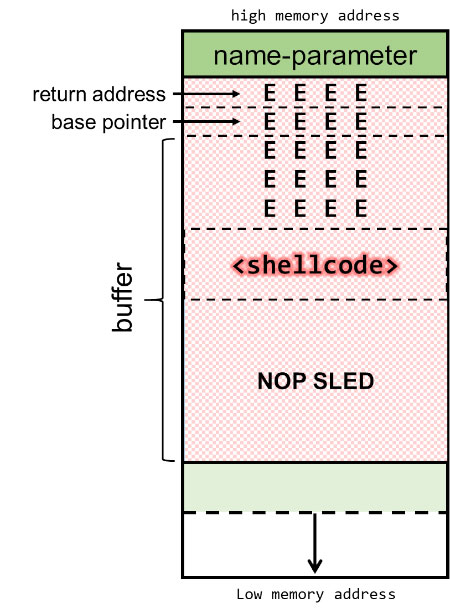 high memory address
name-parameter
return address E E E E
base pointer E E E E
E E E E
E E E E
E E E E
buffer
<shellcode>
NOP SLED
Low memory address